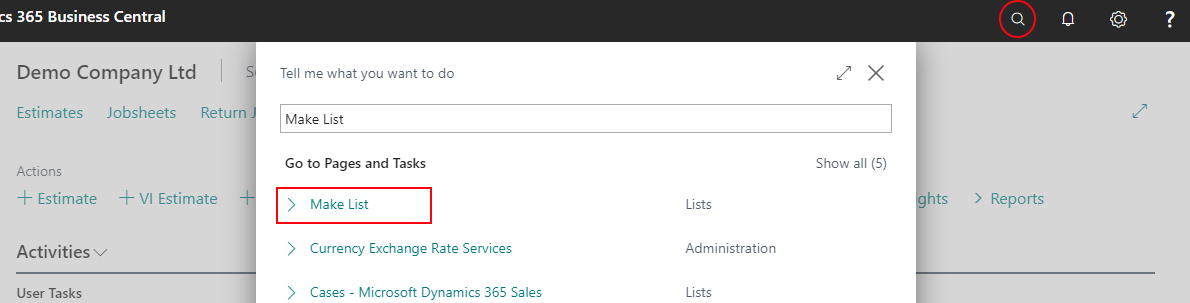 cs 365 Business Central
?
Demo Company Ltd
Tell me what you want to do
Estimates Jobsheets Return J
Make List
Go to Pages and Tasks Show all (5)
Actions
+ Estimate + VI Estimate + ghts > Reports
Make List Lists
Currency Exchange Rate Services Administration
Activities
Cases - Microsoft Dynamics 365 Sales Lists
User Tasks